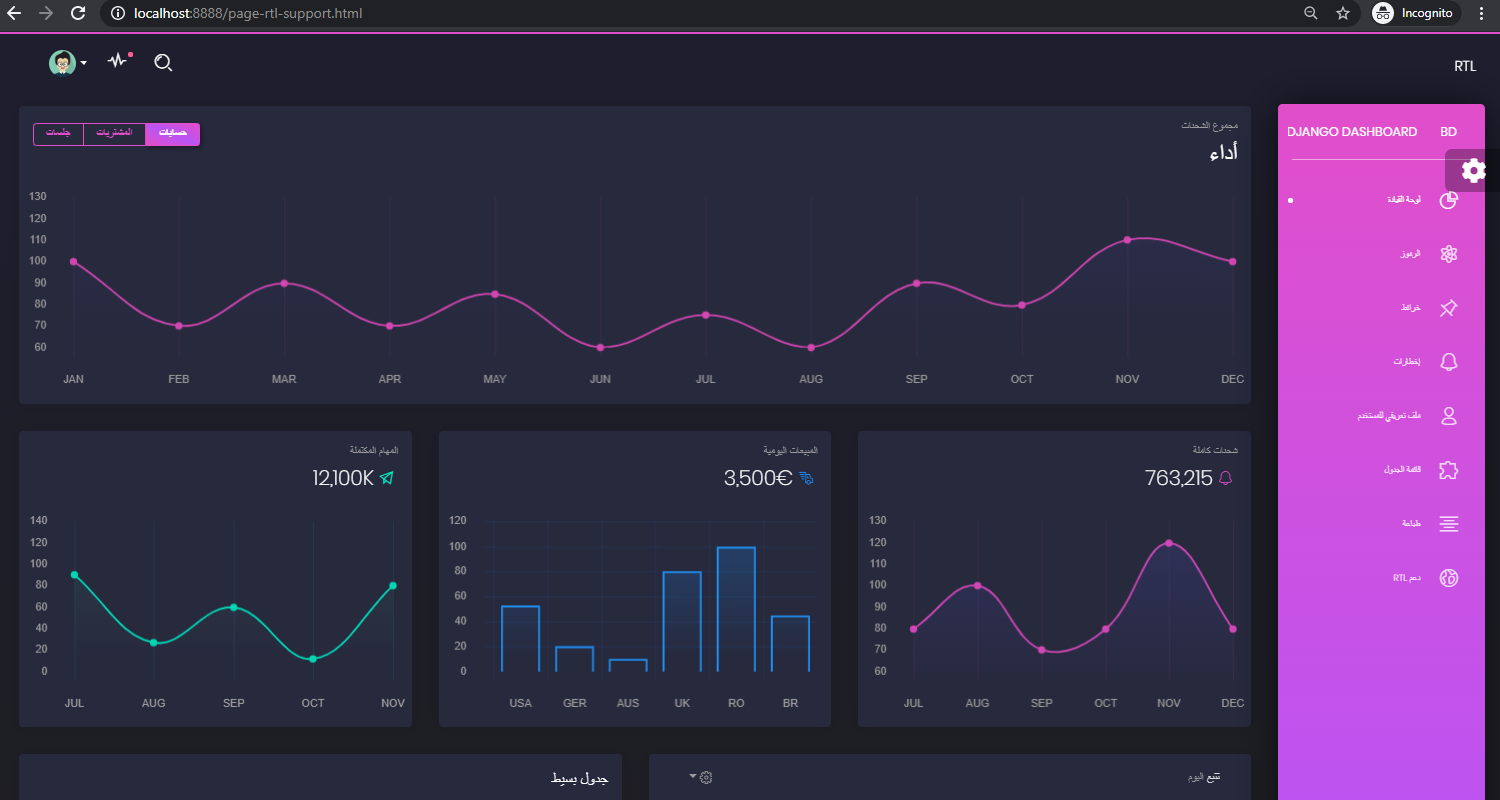 localhost:8888/page-rtl-support.html
Incognito
RTL
DJANGO DASHBOARD BD
لوحة القيادة
الرموز
خرائط
إخطارات
ملف تعريفي للمستخدم
قائمة الجدول
طباعة
دعم RTL
مجموع الشحنات
أداء
حسابات
المشتريات
جلسات
130
120
110
100
90
80
70
60
JAN FEB MAR APR MAY JUN JUL AUG SEP OCT NOV DEC
شحنات كاملة
763,215
130
120
110
100
90
80
70
60
JUL AUG SEP OCT NOV DEC
المبيعات اليومية
3,500€
120
100
80
60
40
20
0
USA GER AUS UK RO BR
المهام المكتملة
12,100K
140
120
100
80
60
40
20
0
JUL AUG SEP OCT NOV
تتبع اليوم
جدول بسيط